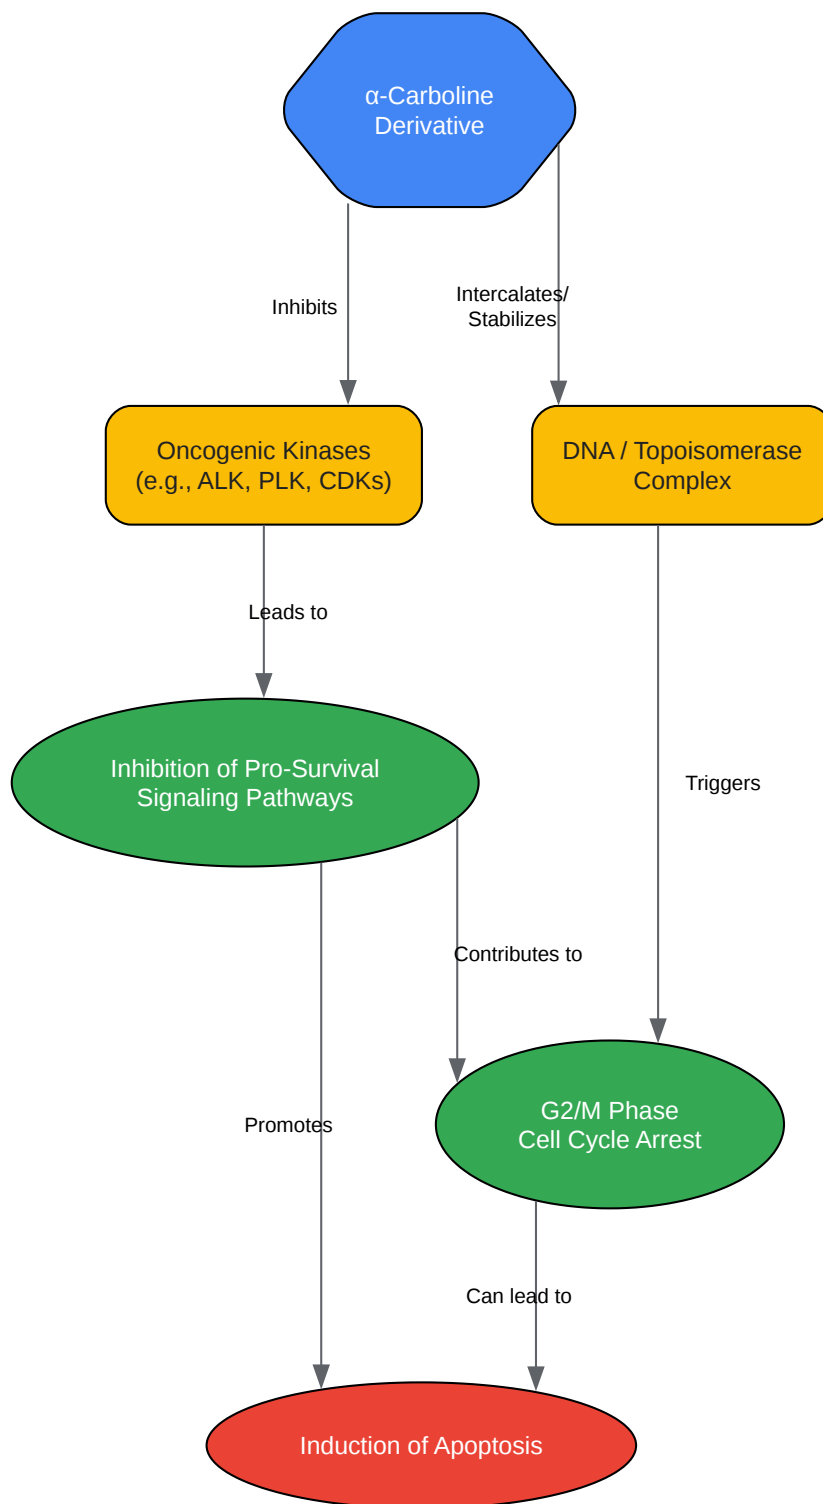 α-Carboline
Derivative
Inhibits
Intercalates/
Stabilizes
Oncogenic Kinases
(e.g., ALK, PLK, CDKs)
DNA / Topoisomerase
Complex
Leads to
Inhibition of Pro-Survival
Signaling Pathways
Triggers
Contributes to
G2/M Phase
Cell Cycle Arrest
Promotes
Can lead to
Induction of Apoptosis